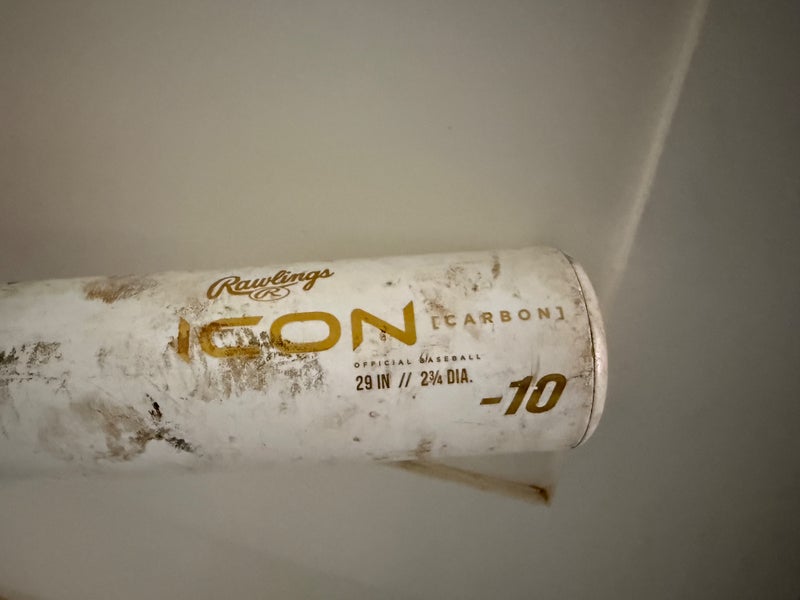 Rawlings
R
ICON [CARBON]
OFFICIAL BASEBALL
29 IN // 2¾ DIA.
-10